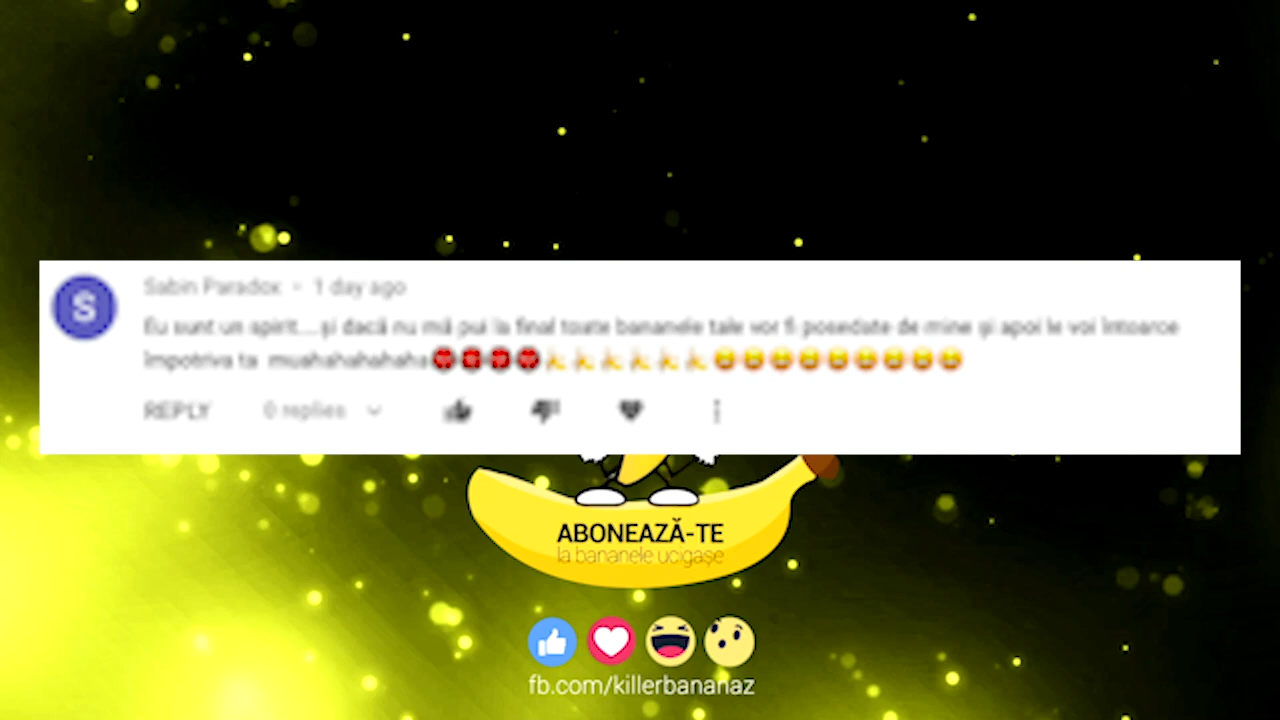 S
Sabin Paradox • 1 day ago
Eu sunt un spirit....și dacă nu mă pui la final toate bananele tale vor fi posedate de mine și apoi le voi întoarce
împotriva ta muahahahahaha
REPLY 0 replies
ABONEAZĂ-TE
la bananele ucigașe
fb.com/killerbananaz